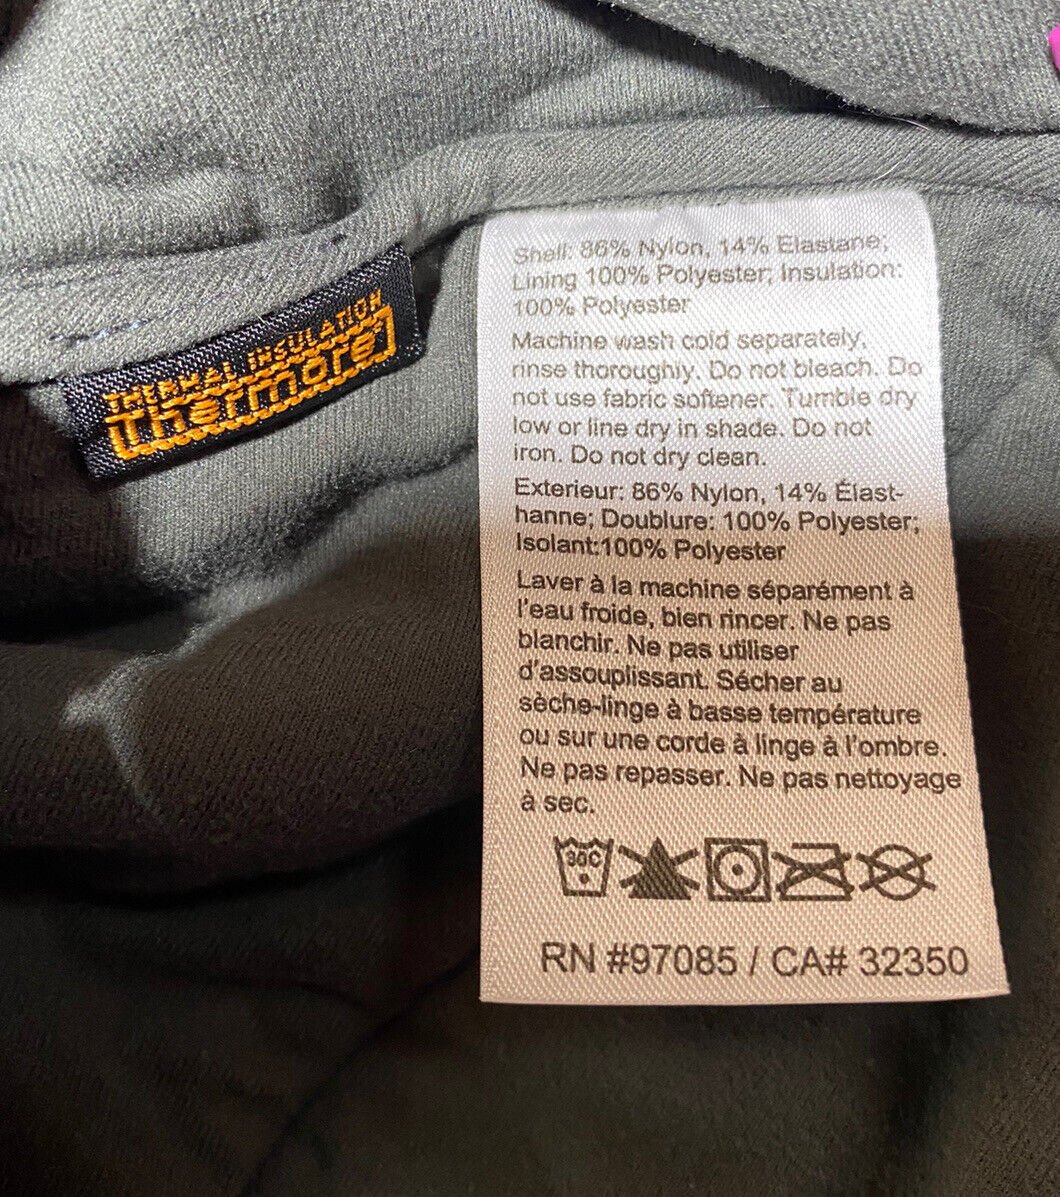 THERMAL INSULATION
Thermore®
Shell: 86% Nylon, 14% Elastane;
Lining 100% Polyester; Insulation:
100% Polyester
Machine wash cold separately,
rinse thoroughly. Do not bleach. Do
not use fabric softener. Tumble dry
low or line dry in shade. Do not
iron. Do not dry clean.
Exterieur: 86% Nylon, 14% Élast-
hanne; Doublure: 100% Polyester;
Isolant:100% Polyester
Laver à la machine séparément à
l'eau froide, bien rincer. Ne pas
blanchir. Ne pas utiliser
d'assouplissant. Sécher au
sèche-linge à basse température
ou sur une corde à linge à l'ombre.
Ne pas repasser. Ne pas nettoyage
à sec.
30C
RN #97085 / CA# 32350